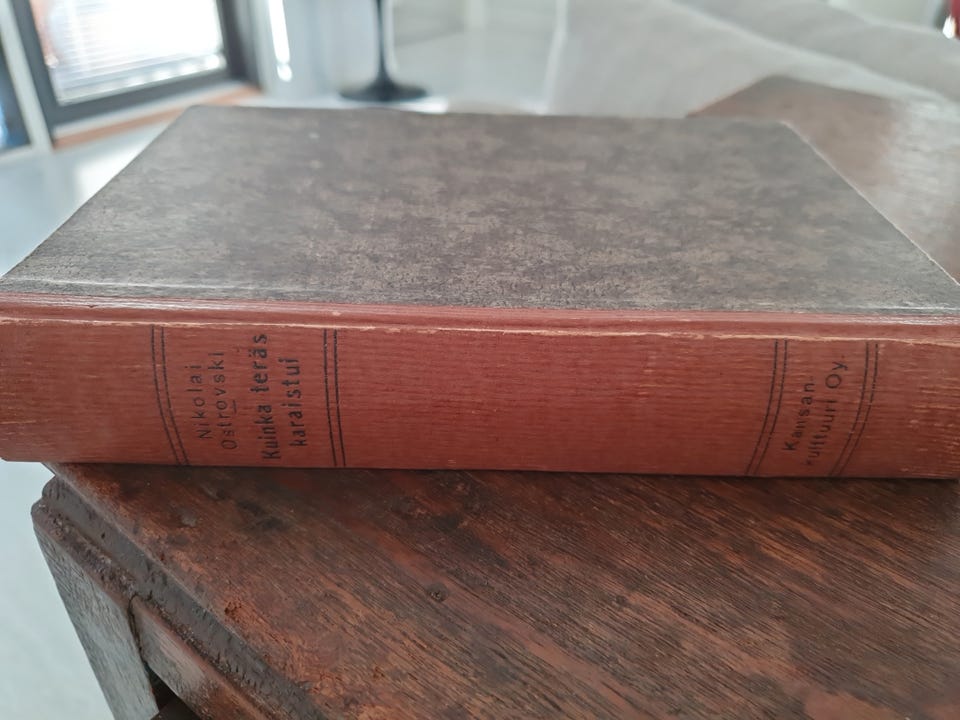 Nikolai
Ostrovski
Kuinka teräs
karaistui
Kansan-
kulttuuri Oy.